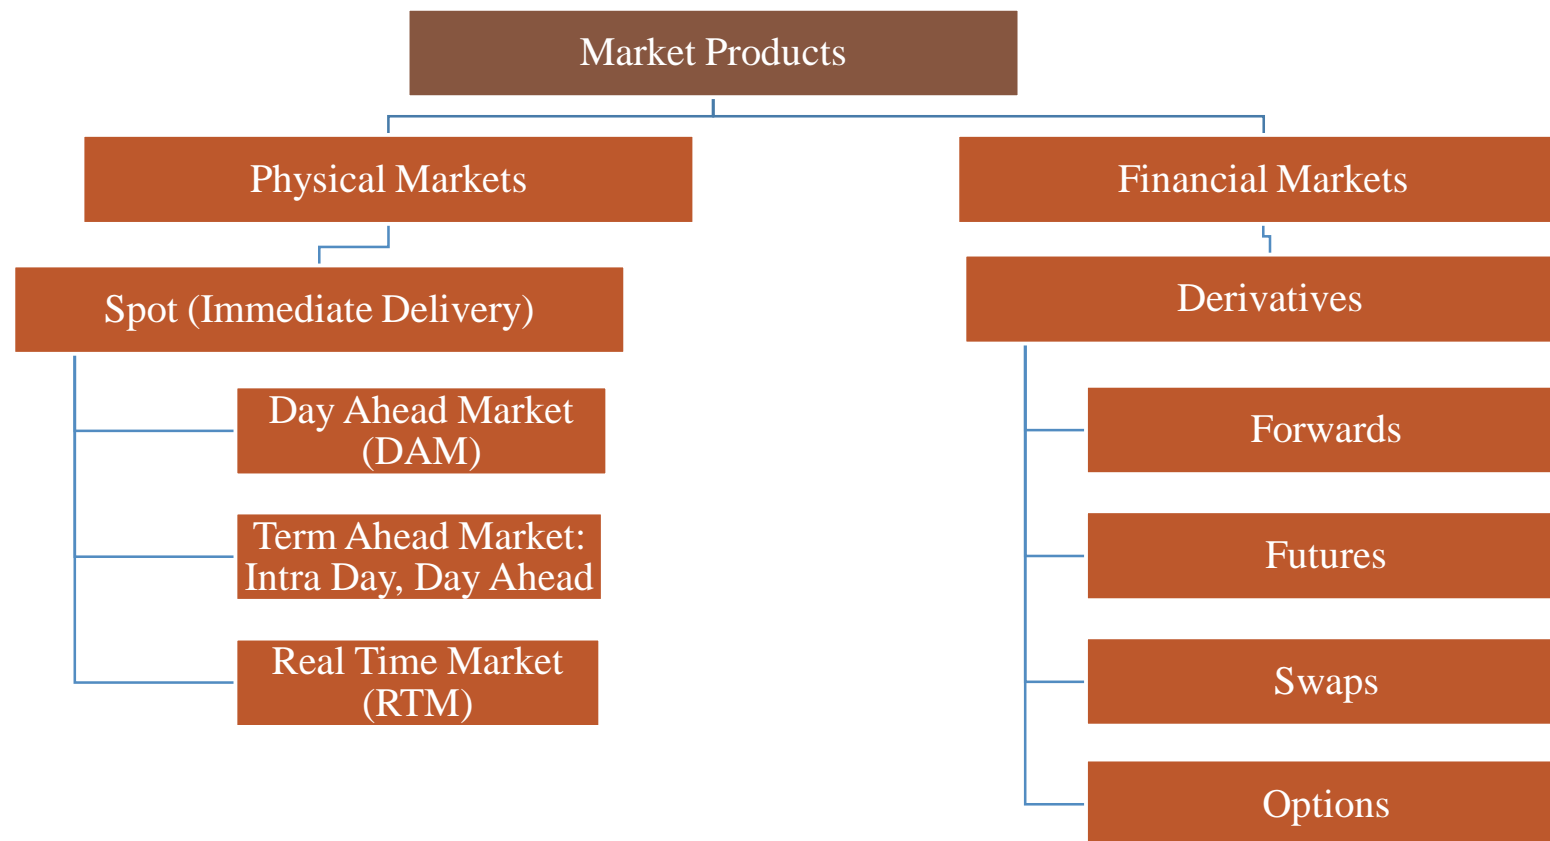 Market Products
Physical Markets
Financial Markets
Spot (Immediate Delivery)
Derivatives
Day Ahead Market
(DAM)
Term Ahead Market:
Intra Day, Day Ahead
Real Time Market
(RTM)
Forwards
Futures
Swaps
Options